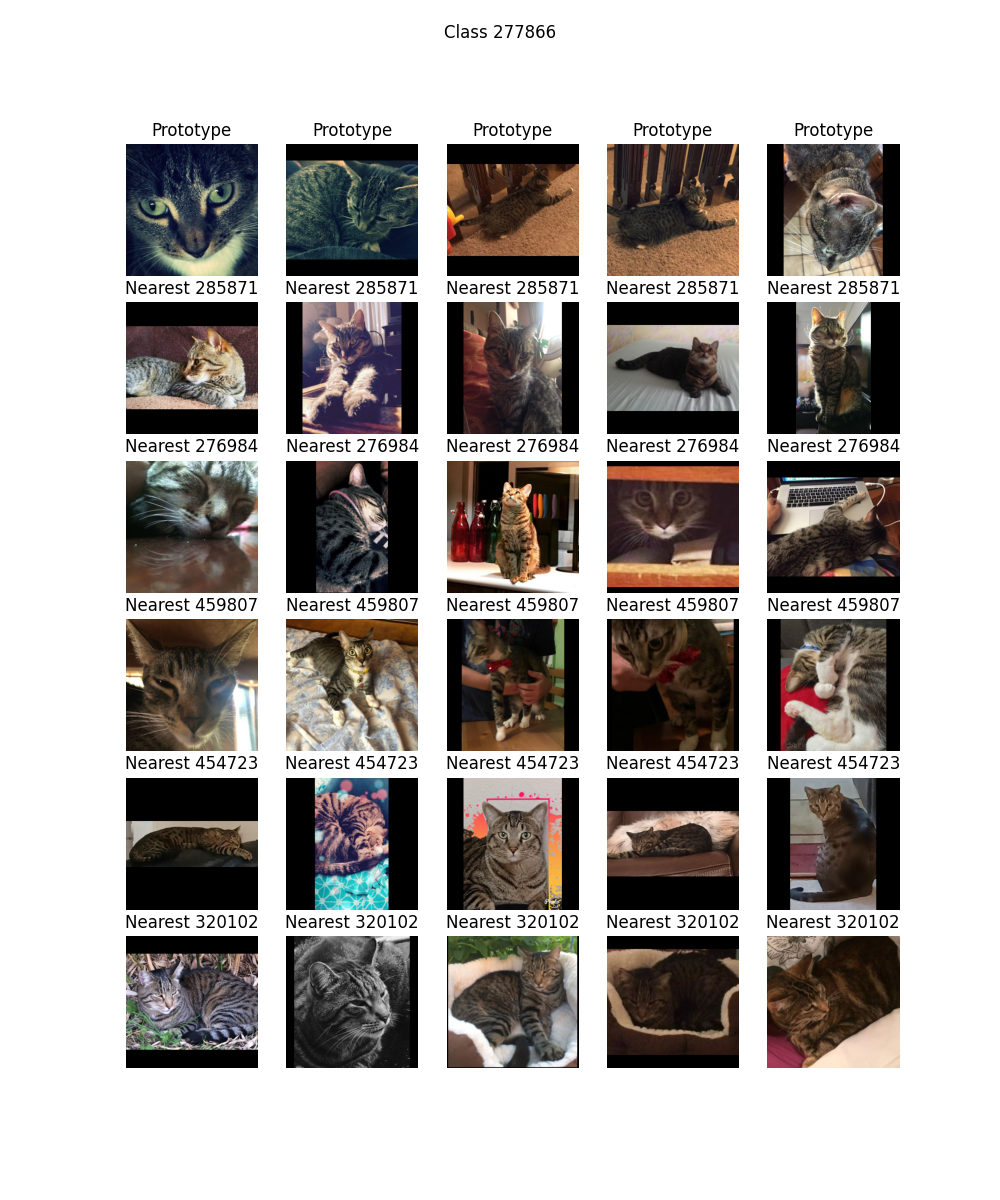 Class 277866
Prototype Prototype Prototype Prototype Prototype
Nearest 285871 Nearest 285871 Nearest 285871 Nearest 285871 Nearest 285871
Nearest 276984 Nearest 276984 Nearest 276984 Nearest 276984 Nearest 276984
Nearest 459807 Nearest 459807 Nearest 459807 Nearest 459807 Nearest 459807
Nearest 454723 Nearest 454723 Nearest 454723 Nearest 454723 Nearest 454723
Nearest 320102 Nearest 320102 Nearest 320102 Nearest 320102 Nearest 320102